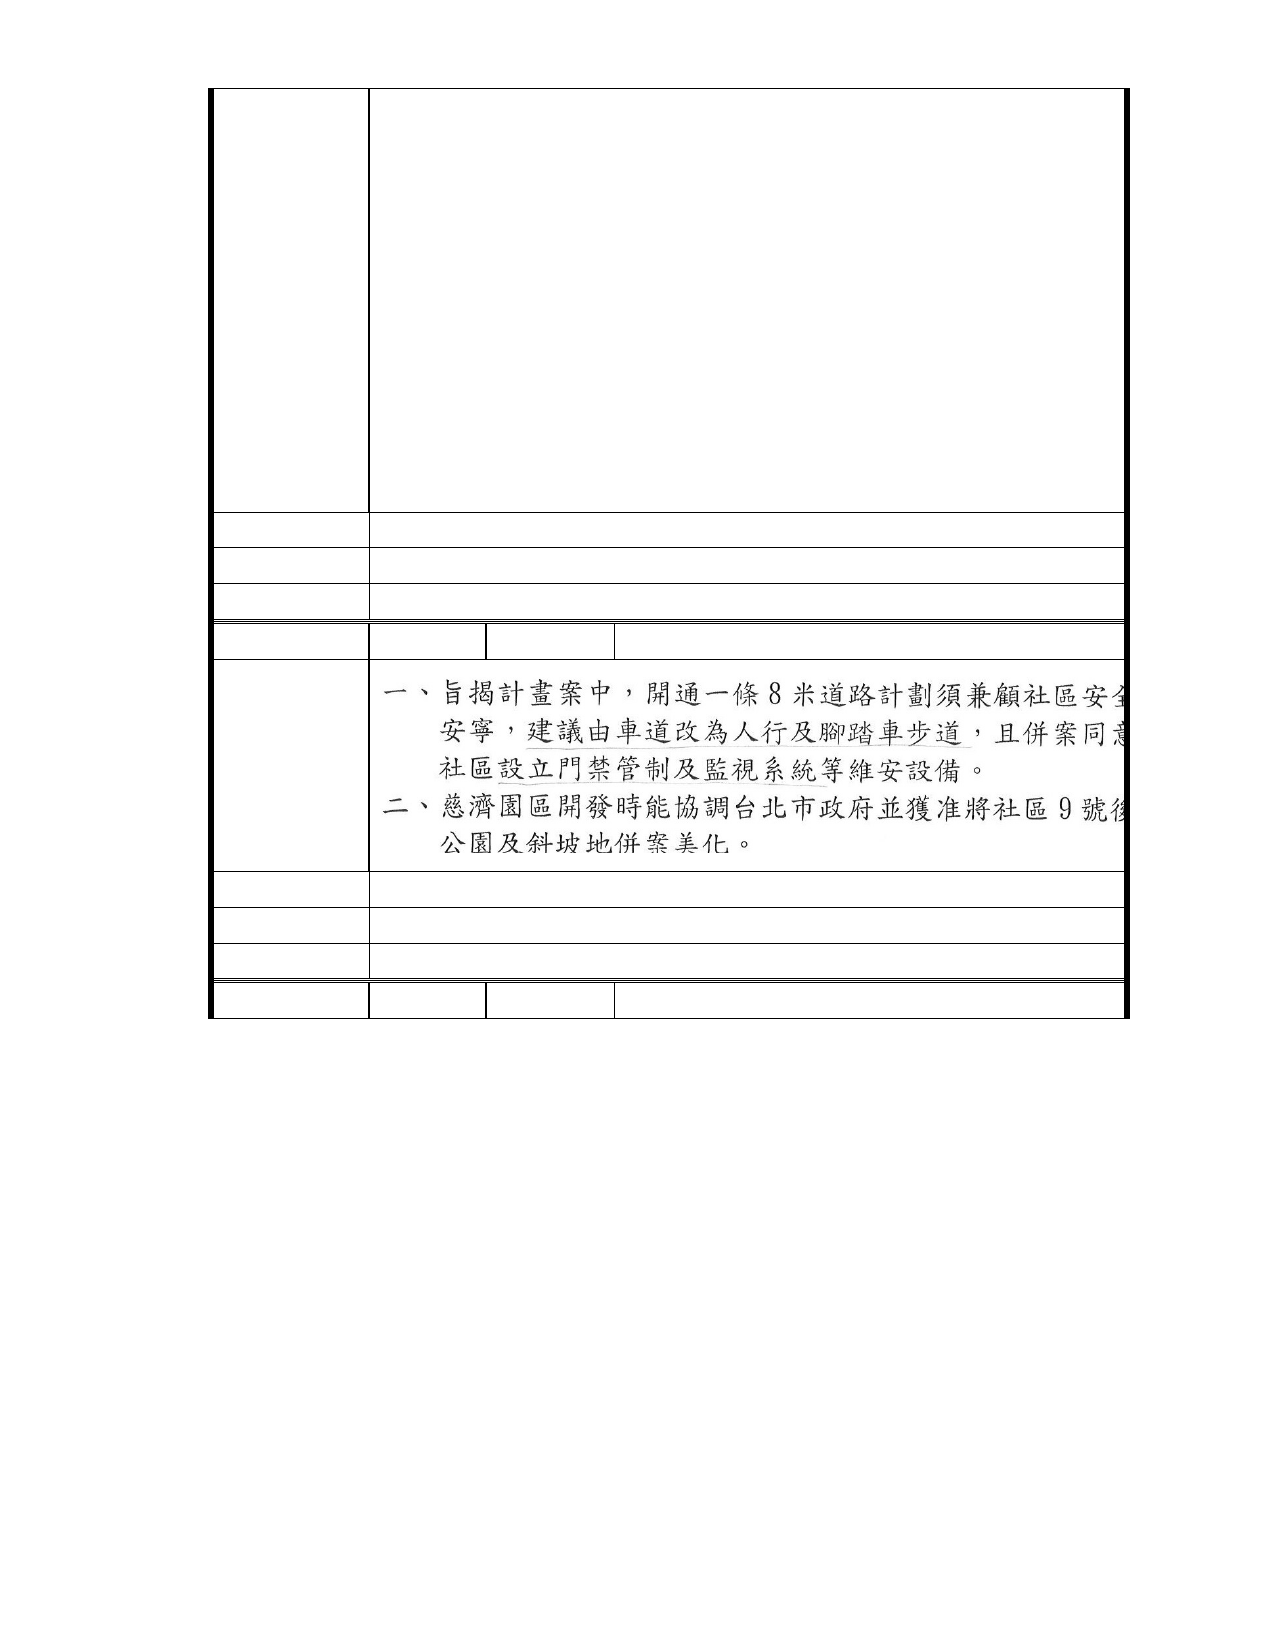 一、旨揭計畫案中，開通一條8米道路計劃須兼顧社區安全
安寧，建議由車道改為人行及腳踏車步道，且併案同意
社區設立門禁管制及監視系統等維安設備。
二、慈濟園區開發時能協調台北市政府並獲准將社區9號後
公園及斜坡地併案美化。